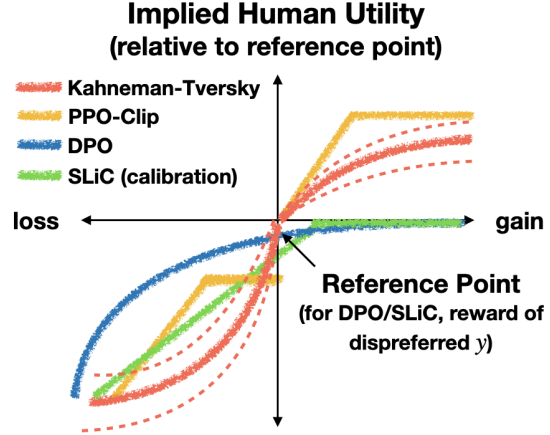 Implied Human Utility
(relative to reference point)
Kahneman-Tversky
PPO-Clip
DPO
SLiC (calibration)
loss
gain
Reference Point
(for DPO/SLiC, reward of
dispreferred y)